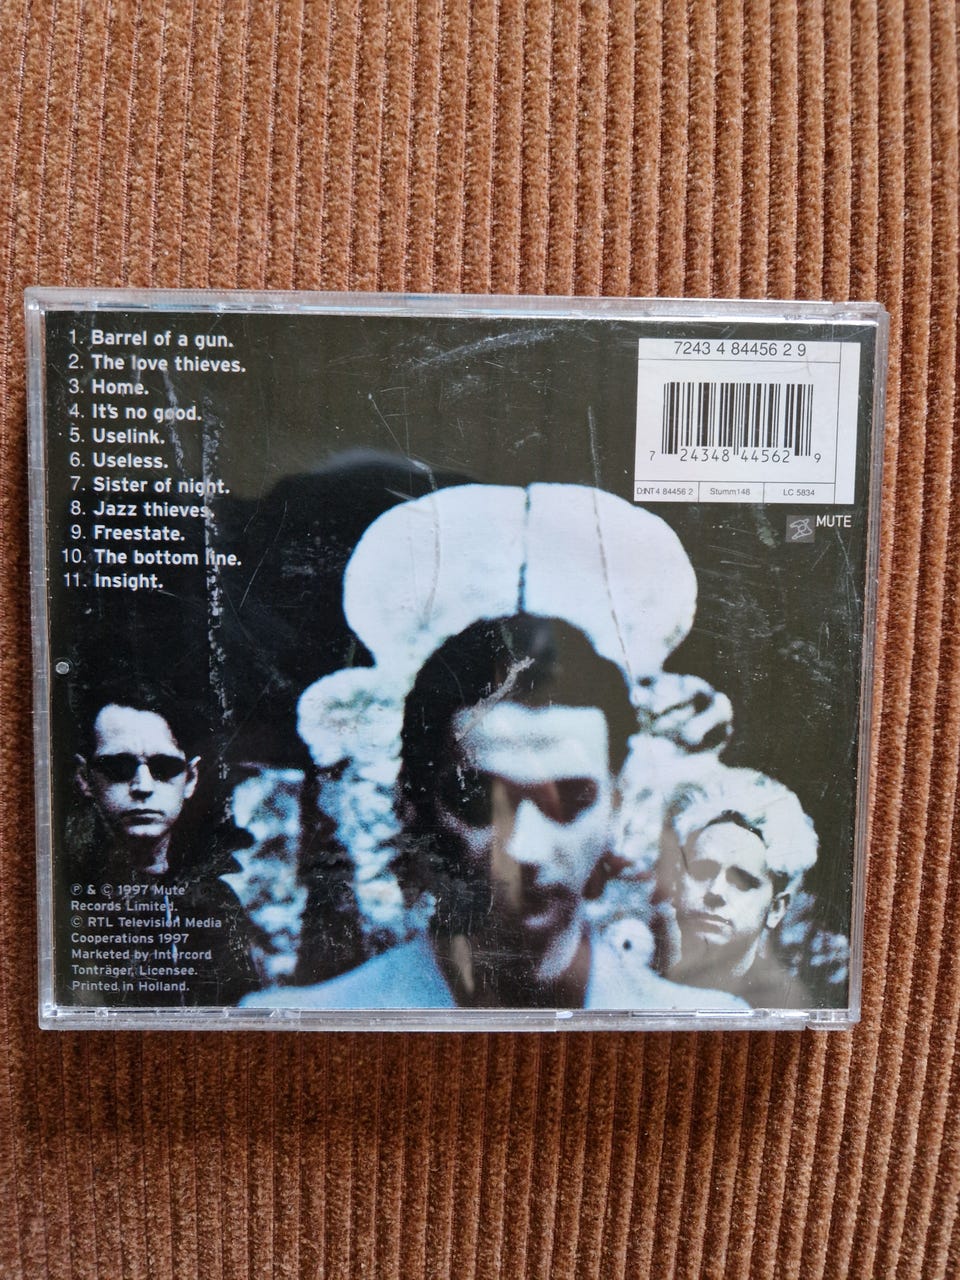 1. Barrel of a gun.
2. The love thieves.
3. Home.
4. It's no good.
5. Uselink.
6. Useless.
7. Sister of night.
8. Jazz thieves.
9. Freestate.
10. The bottom line.
11. Insight.
7243 4 84456 2 9
7 24348 44562 9
D:INT 4 84456 2 Stumm148 LC 5834
MUTE
℗ & © 1997 Mute
Records Limited.
© RTL Television Media
Cooperations 1997
Marketed by Intercord
Tonträger, Licensee.
Printed in Holland.